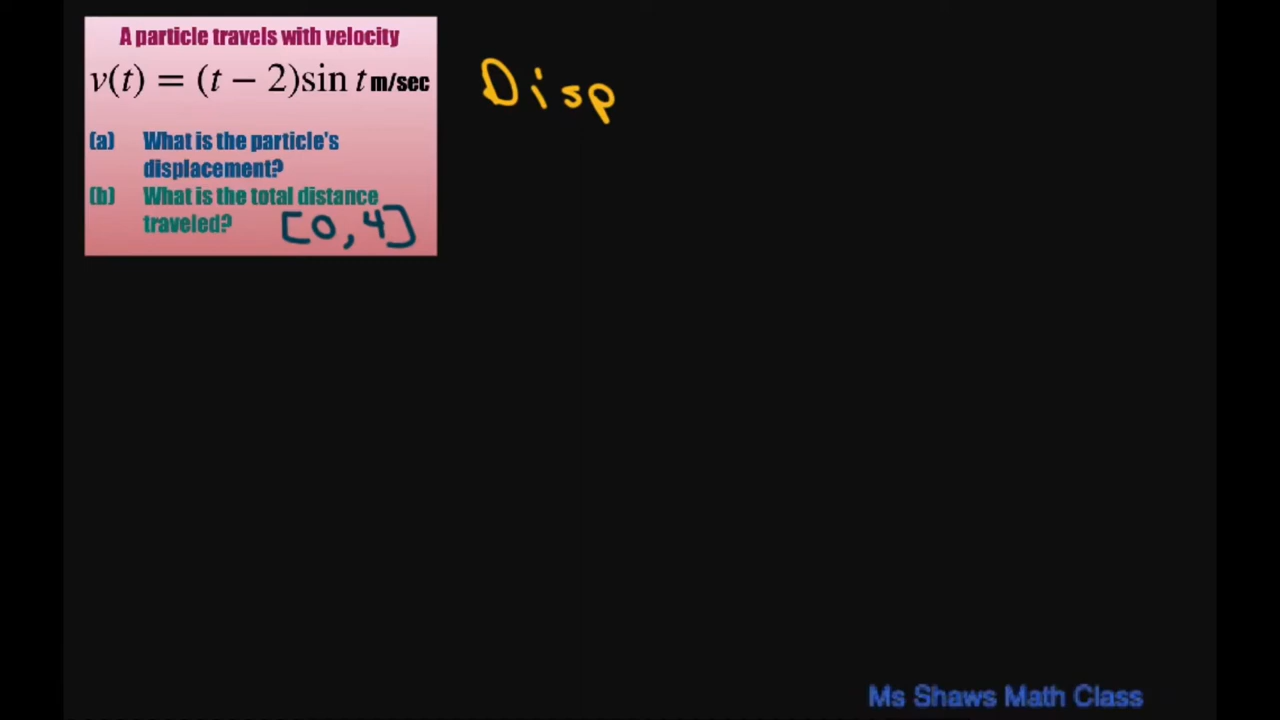 A particle travels with velocity
v(t) = (t − 2)sin t m/sec
(a) What is the particle's
displacement?
(b) What is the total distance
traveled? [0,4]
Disp
Ms Shaws Math Class